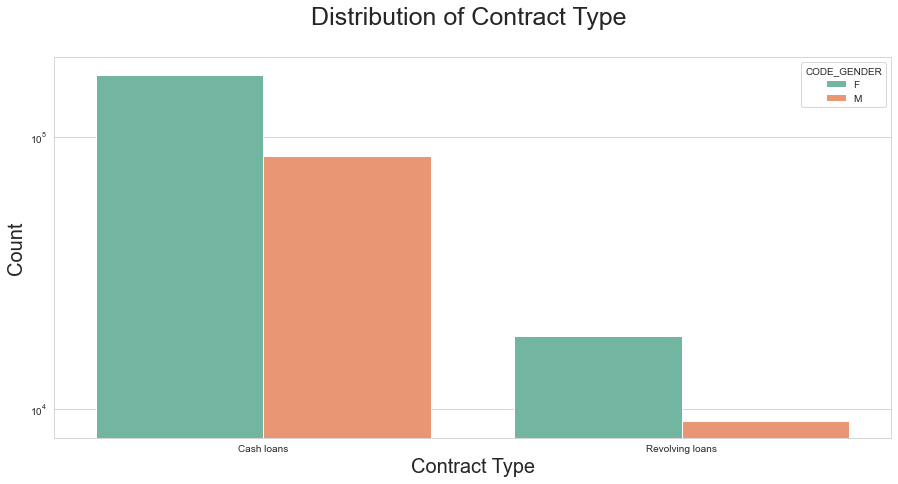 Distribution of Contract Type
CODE_GENDER
F
M
10⁵
10⁴
Count
Cash loans
Revolving loans
Contract Type